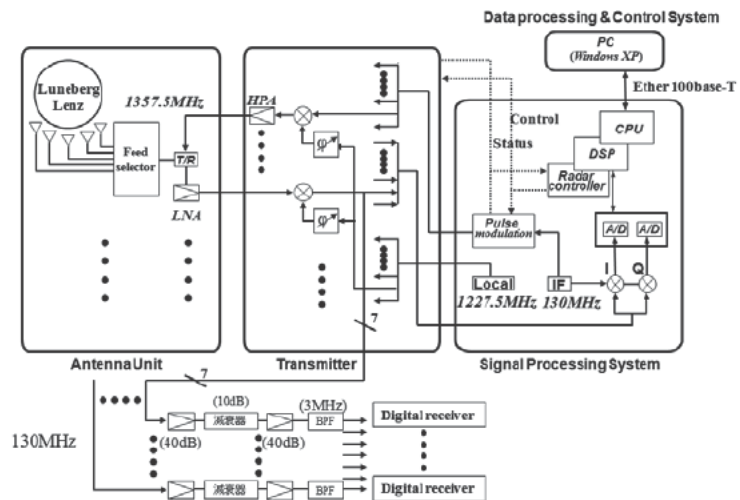 Data processing & Control System
PC
(Windows XP)
Ether 100base-T
Luneberg
Lenz
1357.5MHz
HPA
Feed
selector
T/R
LNA
φ
φ
7
Control
Status
CPU
DSP
Radar
controller
Pulse
modulation
A/D
A/D
I
Q
Local
IF
1227.5MHz
130MHz
Antenna Unit
Transmitter
Signal Processing System
7
130MHz
(10dB)
(3MHz)
減衰器
BPF
Digital receiver
(40dB)
(40dB)
減衰器
BPF
Digital receiver